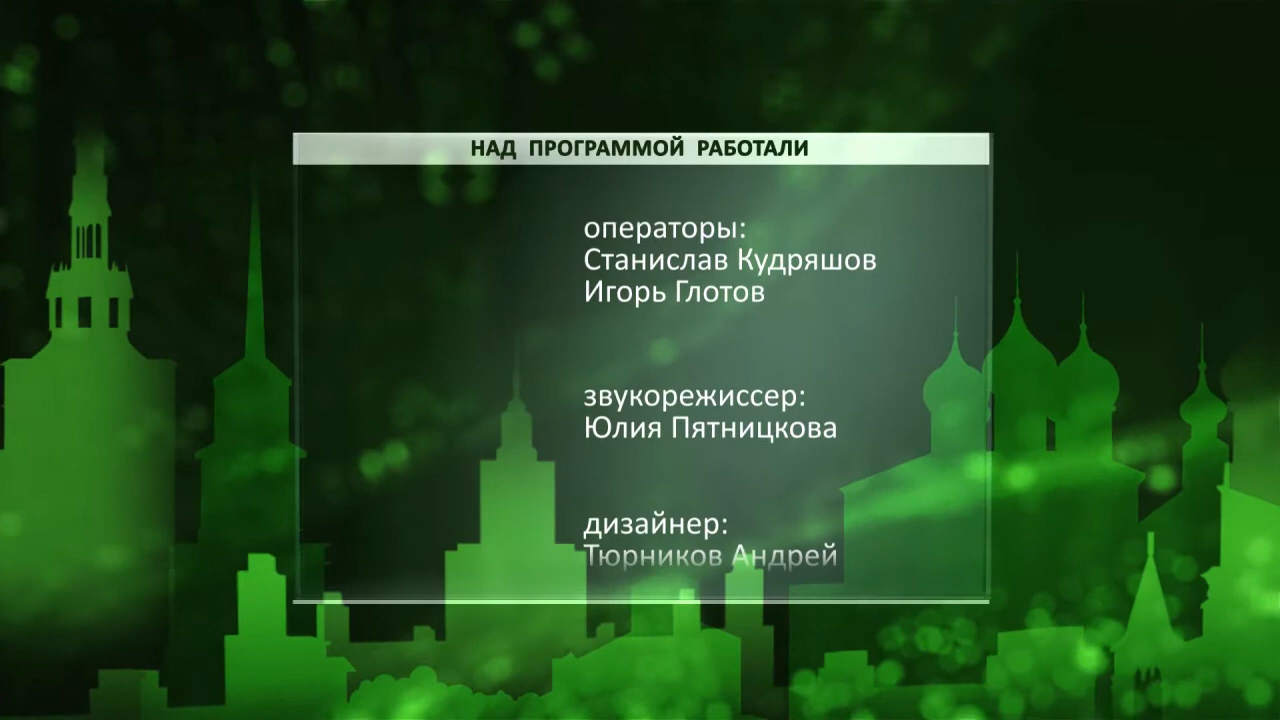 НАД ПРОГРАММОЙ РАБОТАЛИ
операторы:
Станислав Кудряшов
Игорь Глотов
звукорежиссер:
Юлия Пятницкова
дизайнер:
Тюрников Андрей